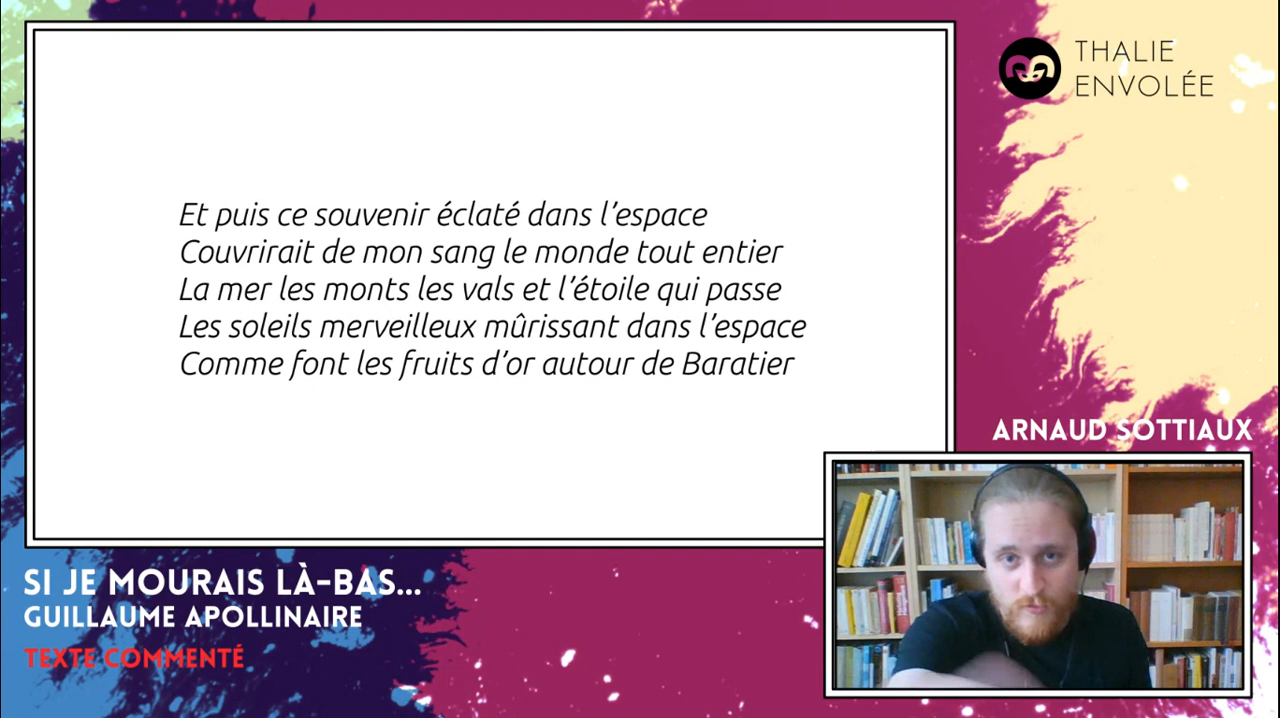 THALIE
ENVOLÉE
Et puis ce souvenir éclaté dans l’espace
Couvrirait de mon sang le monde tout entier
La mer les monts les vals et l’étoile qui passe
Les soleils merveilleux mûrissant dans l’espace
Comme font les fruits d’or autour de Baratier
ARNAUD SOTTIAUX
SI JE MOURAIS LÀ-BAS...
GUILLAUME APOLLINAIRE
TEXTE COMMENTÉ